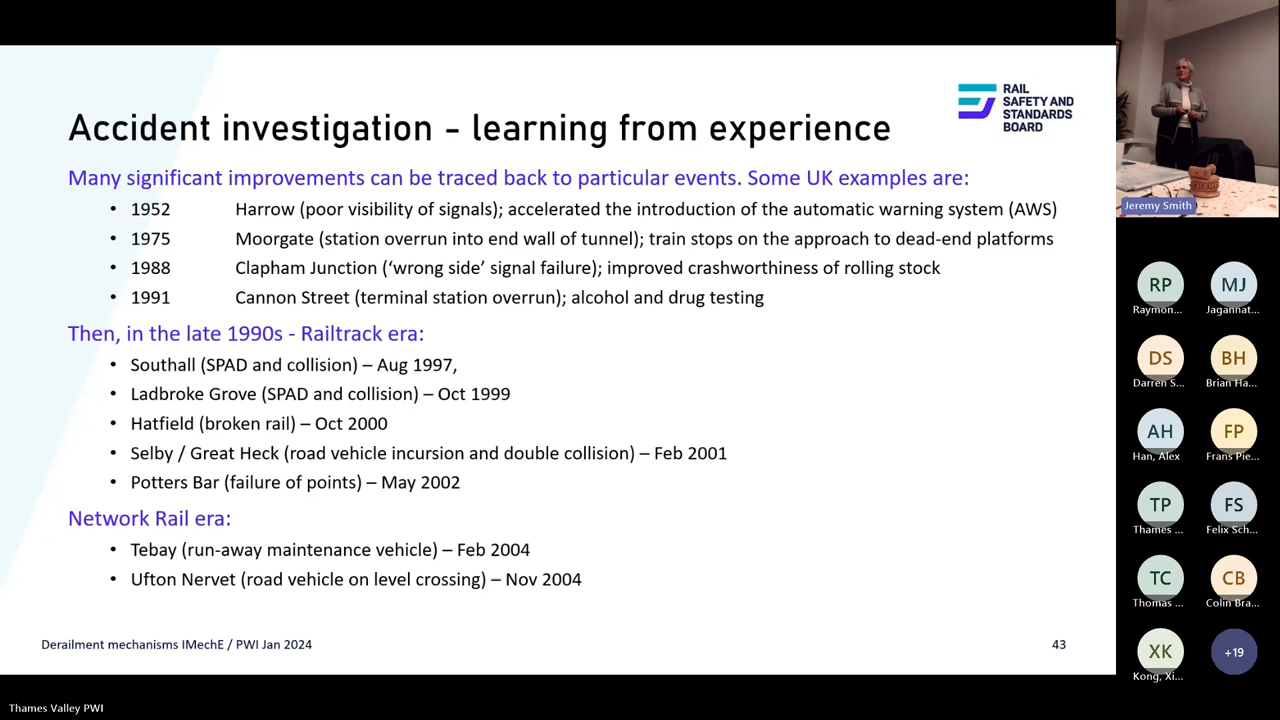 Accident investigation - learning from experience
RAIL
SAFETY AND
STANDARDS
BOARD
Many significant improvements can be traced back to particular events. Some UK examples are:
• 1952 Harrow (poor visibility of signals); accelerated the introduction of the automatic warning system (AWS)
• 1975 Moorgate (station overrun into end wall of tunnel); train stops on the approach to dead-end platforms
• 1988 Clapham Junction (‘wrong side’ signal failure); improved crashworthiness of rolling stock
• 1991 Cannon Street (terminal station overrun); alcohol and drug testing
Then, in the late 1990s - Railtrack era:
• Southall (SPAD and collision) – Aug 1997,
• Ladbroke Grove (SPAD and collision) – Oct 1999
• Hatfield (broken rail) – Oct 2000
• Selby / Great Heck (road vehicle incursion and double collision) – Feb 2001
• Potters Bar (failure of points) – May 2002
Network Rail era:
• Tebay (run-away maintenance vehicle) – Feb 2004
• Ufton Nervet (road vehicle on level crossing) – Nov 2004
Derailment mechanisms IMechE / PWI Jan 2024
43
Jeremy Smith
RP MJ
Raymon... Jagannat...
DS BH
Darren S... Brian Ha...
AH FP
Han, Alex Frans Pie...
TP FS
Thames ... Felix Sch...
TC CB
Thomas ... Colin Bra...
XK +19
Kong, Xi...
Thames Valley PWI